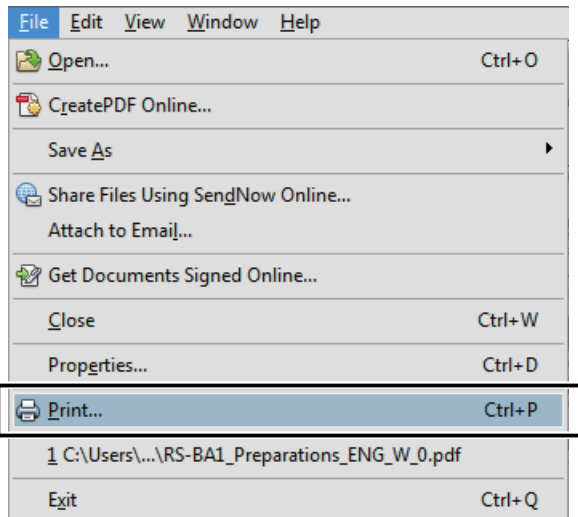 File Edit View Window Help
Open... Ctrl+O
CreatePDF Online...
Save As
Share Files Using SendNow Online...
Attach to Email...
Get Documents Signed Online...
Close Ctrl+W
Properties... Ctrl+D
Print... Ctrl+P
1 C:\Users\...\RS-BA1_Preparations_ENG_W_0.pdf
Exit Ctrl+Q